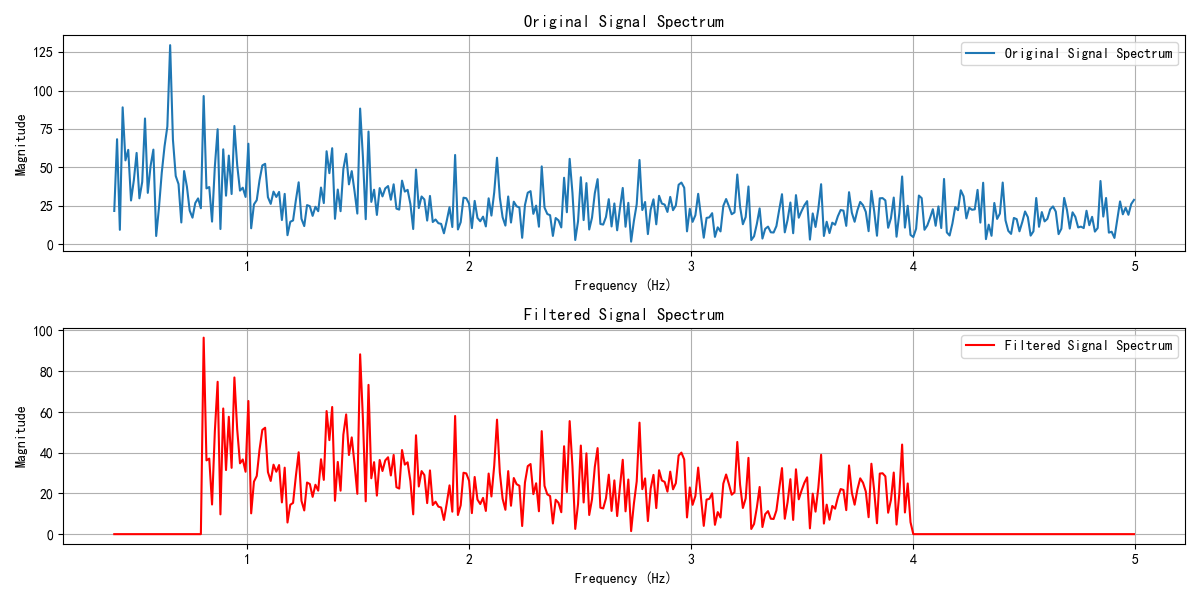 Original Signal Spectrum
Original Signal Spectrum
Magnitude
125
100
75
50
25
0
1 2 3 4 5
Frequency (Hz)
Filtered Signal Spectrum
Filtered Signal Spectrum
Magnitude
100
80
60
40
20
0
1 2 3 4 5
Frequency (Hz)